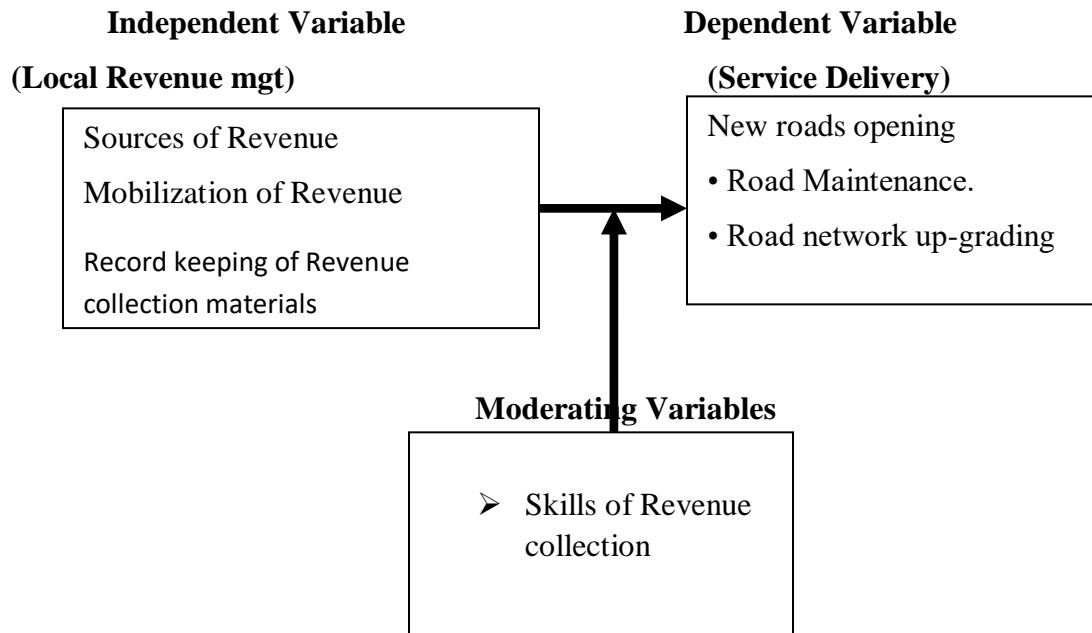 Independent Variable
(Local Revenue mgt)
Sources of Revenue
Mobilization of Revenue
Record keeping of Revenue
collection materials
Dependent Variable
(Service Delivery)
New roads opening
• Road Maintenance.
• Road network up-grading
Moderating Variables
➢ Skills of Revenue
collection